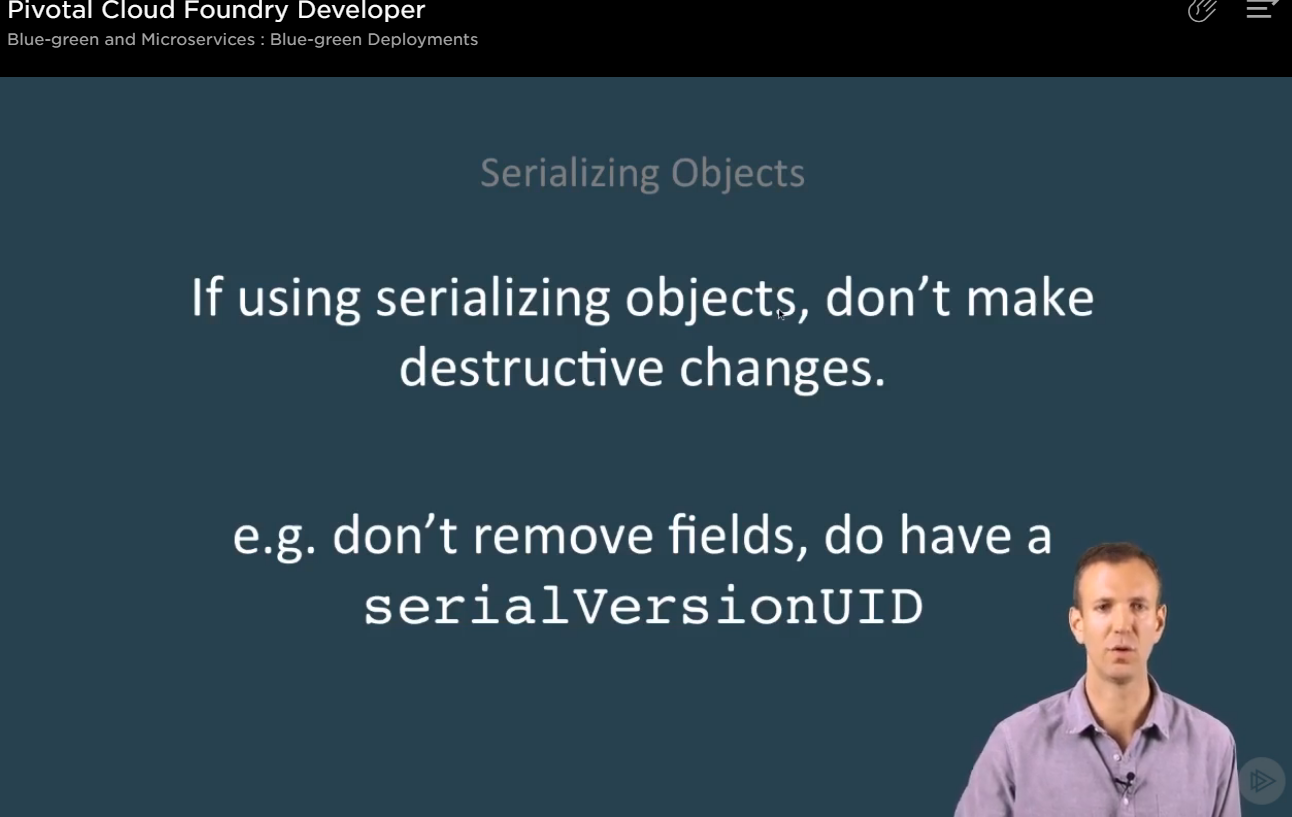 Pivotal Cloud Foundry Developer
Blue-green and Microservices : Blue-green Deployments
Serializing Objects
If using serializing objects, don’t make
destructive changes.
e.g. don’t remove fields, do have a
serialVersionUID